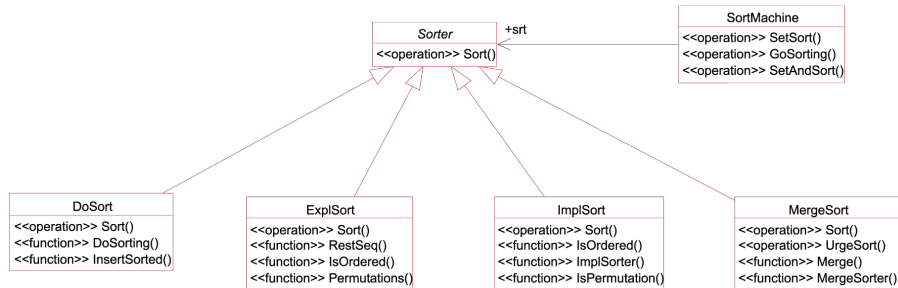 Sorter
<<operation>> Sort()
+srt
SortMachine
<<operation>> SetSort()
<<operation>> GoSorting()
<<operation>> SetAndSort()
DoSort
<<operation>> Sort()
<<function>> DoSorting()
<<function>> InsertSorted()
ExplSort
<<operation>> Sort()
<<function>> RestSeq()
<<function>> IsOrdered()
<<function>> Permutations()
ImplSort
<<operation>> Sort()
<<function>> IsOrdered()
<<function>> ImplSorter()
<<function>> IsPermutation()
MergeSort
<<operation>> Sort()
<<operation>> UrgeSort()
<<function>> Merge()
<<function>> MergeSorter()